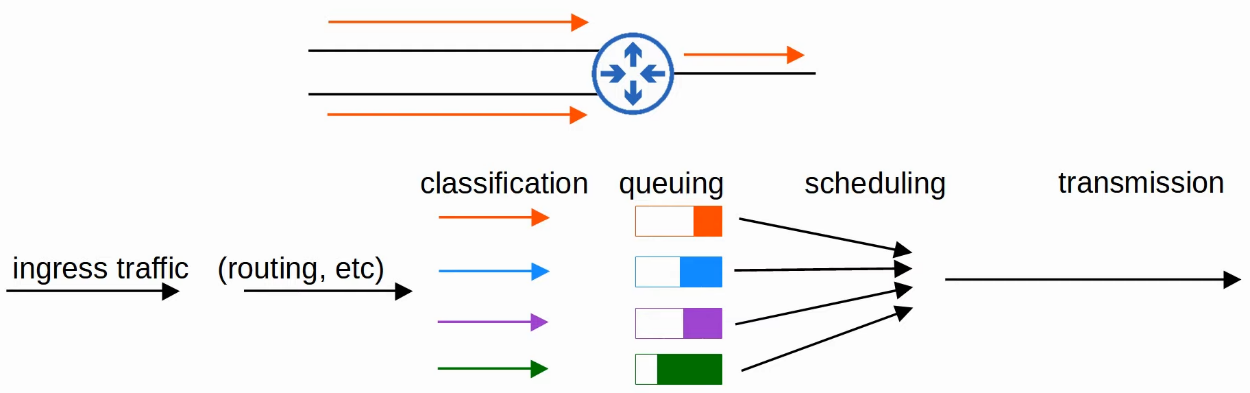 classification queuing scheduling transmission
ingress traffic (routing, etc)